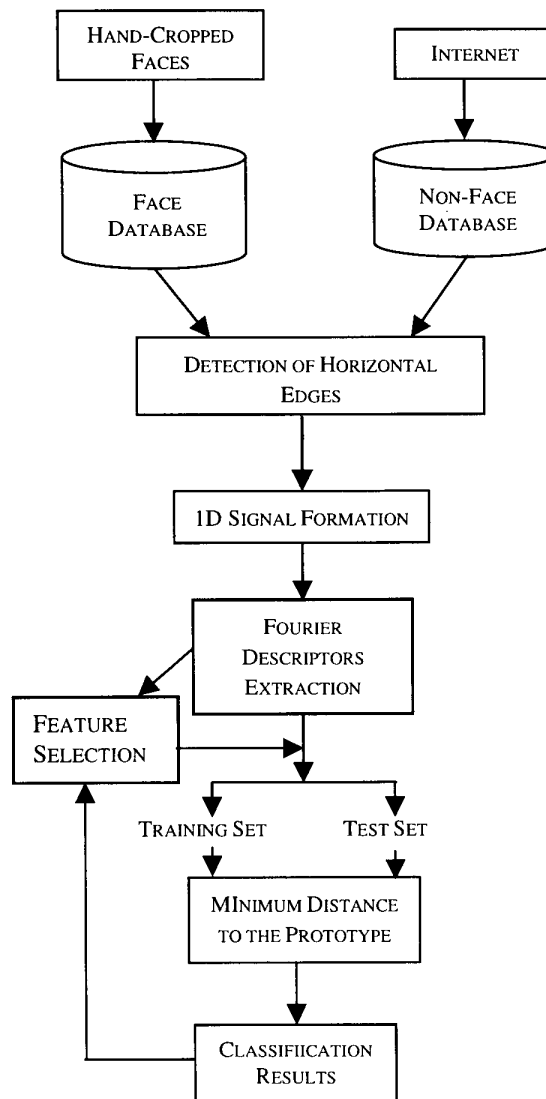 HAND-CROPPED
FACES
INTERNET
FACE
DATABASE
NON-FACE
DATABASE
DETECTION OF HORIZONTAL
EDGES
1D SIGNAL FORMATION
FOURIER
DESCRIPTORS
EXTRACTION
FEATURE
SELECTION
TRAINING SET
TEST SET
MINIMUM DISTANCE
TO THE PROTOTYPE
CLASSIFIICATION
RESULTS